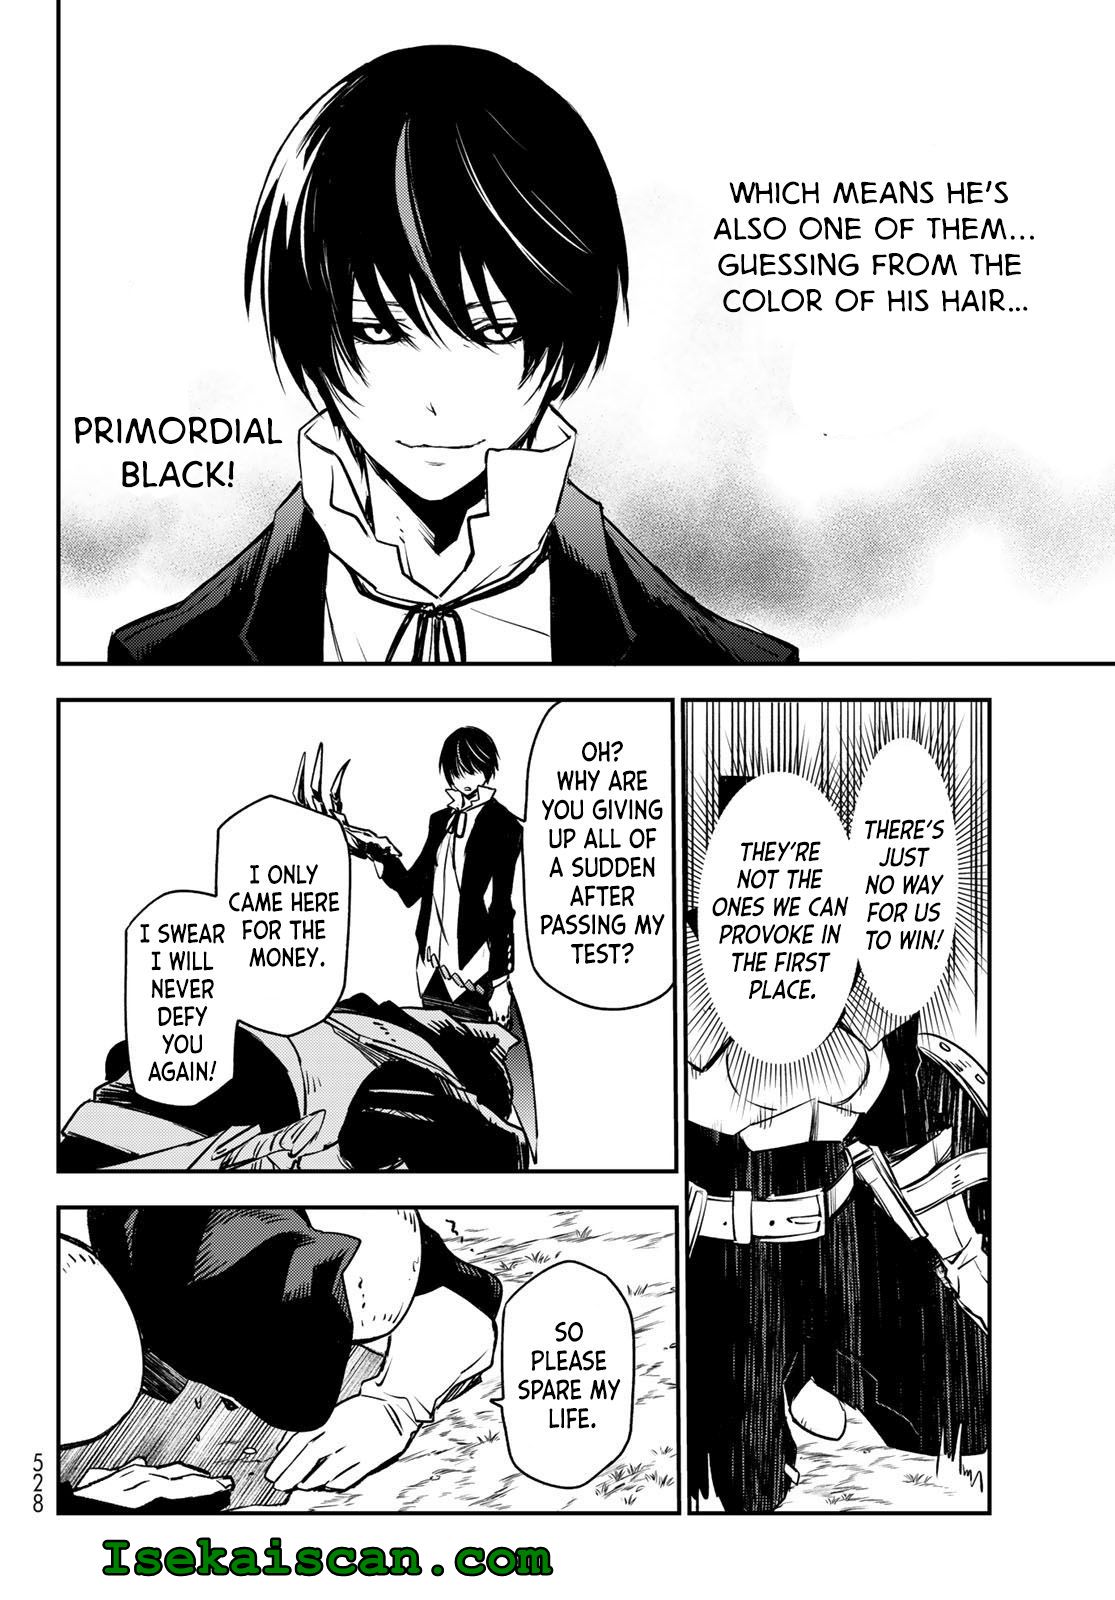 WHICH MEANS HE'S
ALSO ONE OF THEM...
GUESSING FROM THE
COLOR OF HIS HAIR...
PRIMORDIAL
BLACK!
THERE'S
JUST
NO WAY
FOR US
TO WIN!
THEY'RE
NOT THE
ONES WE CAN
PROVOKE IN
THE FIRST
PLACE.
OH?
WHY ARE
YOU GIVING
UP ALL OF
A SUDDEN
AFTER
PASSING MY
TEST?
I ONLY
CAME HERE
FOR THE
MONEY.
I SWEAR
I WILL
NEVER
DEFY
YOU
AGAIN!
SO
PLEASE
SPARE MY
LIFE.
528
Isekaiscan.com